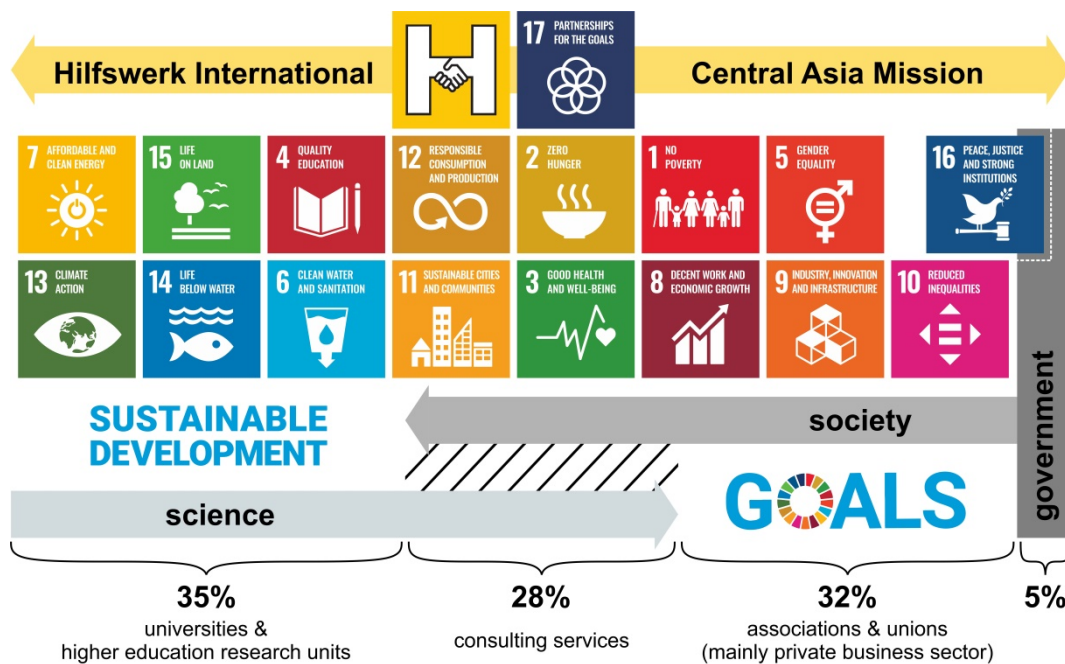 Hilfswerk International
H
17 PARTNERSHIPS
FOR THE GOALS
Central Asia Mission
7 AFFORDABLE AND
CLEAN ENERGY
15 LIFE
ON LAND
4 QUALITY
EDUCATION
12 RESPONSIBLE
CONSUMPTION
AND PRODUCTION
2 ZERO
HUNGER
1 NO
POVERTY
5 GENDER
EQUALITY
16 PEACE, JUSTICE
AND STRONG
INSTITUTIONS
13 CLIMATE
ACTION
14 LIFE
BELOW WATER
6 CLEAN WATER
AND SANITATION
11 SUSTAINABLE CITIES
AND COMMUNITIES
3 GOOD HEALTH
AND WELL-BEING
8 DECENT WORK AND
ECONOMIC GROWTH
9 INDUSTRY, INNOVATION
AND INFRASTRUCTURE
10 REDUCED
INEQUALITIES
government
SUSTAINABLE
DEVELOPMENT
society
science
GOALS
35%
universities &
higher education research units
28%
consulting services
32%
associations & unions
(mainly private business sector)
5%